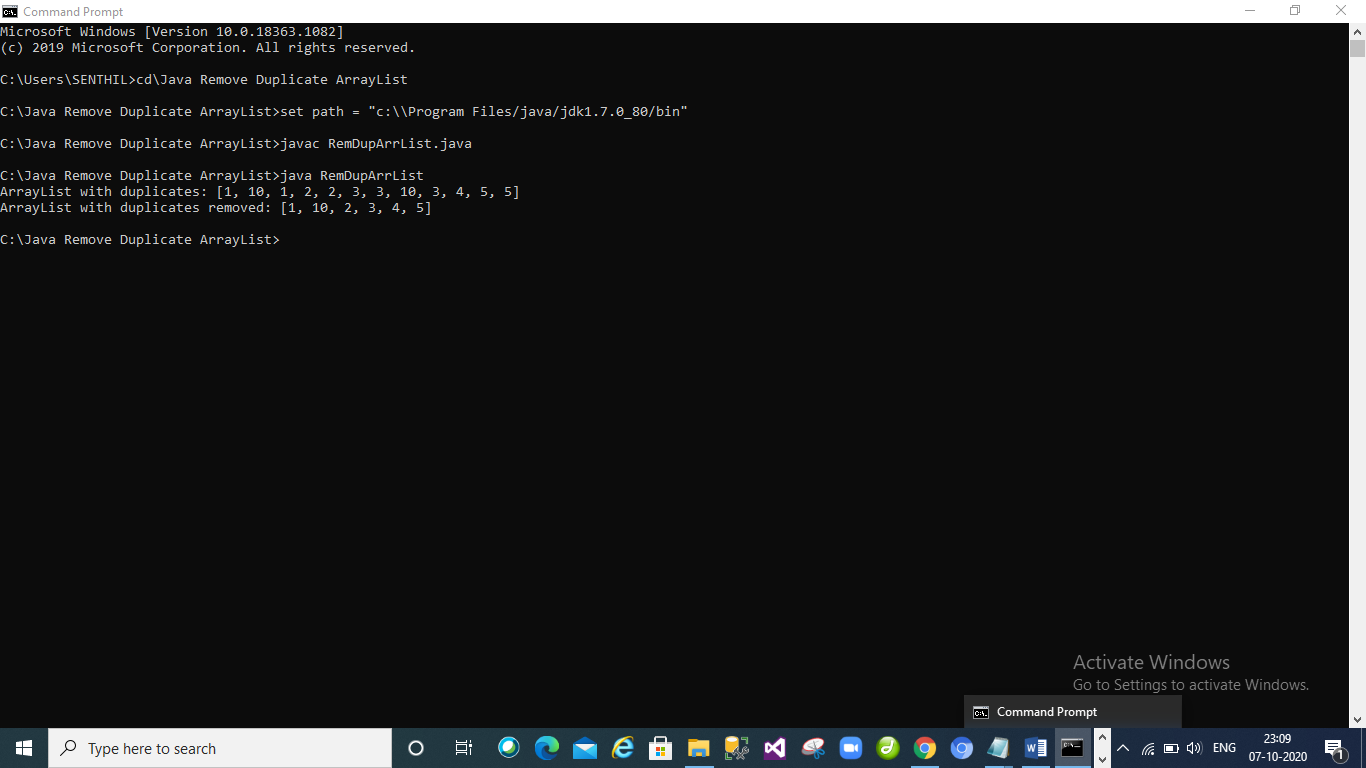 Command Prompt
Microsoft Windows [Version 10.0.18363.1082]
(c) 2019 Microsoft Corporation. All rights reserved.
C:\Users\SENTHIL>cd\Java Remove Duplicate ArrayList
C:\Java Remove Duplicate ArrayList>set path = "c:\\Program Files/java/jdk1.7.0_80/bin"
C:\Java Remove Duplicate ArrayList>javac RemDupArrList.java
C:\Java Remove Duplicate ArrayList>java RemDupArrList
ArrayList with duplicates: [1, 10, 1, 2, 2, 3, 3, 10, 3, 4, 5, 5]
ArrayList with duplicates removed: [1, 10, 2, 3, 4, 5]
C:\Java Remove Duplicate ArrayList>
Activate Windows
Go to Settings to activate Windows.
Command Prompt
Type here to search
ENG
23:09
07-10-2020
1